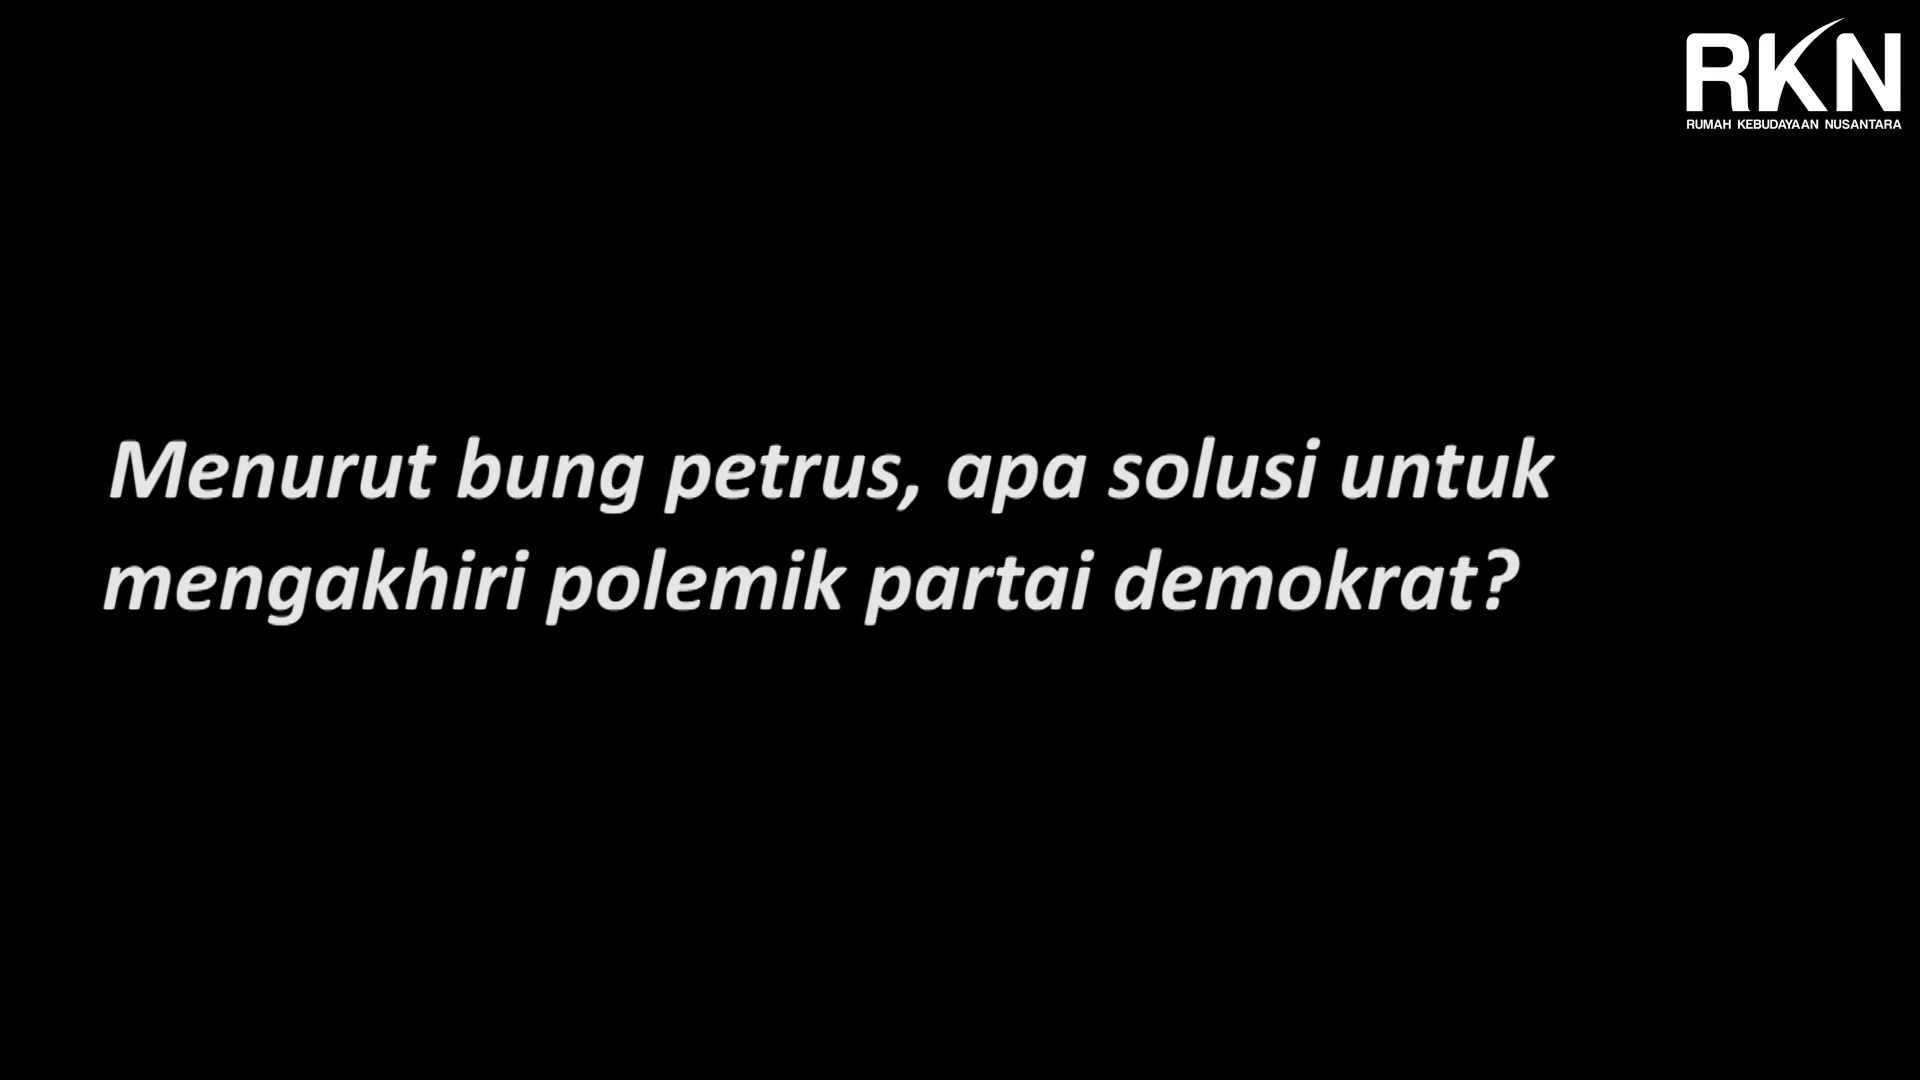 RKN
RUMAH KEBUDAYAAN NUSANTARA
Menurut bung petrus, apa solusi untuk
mengakhiri polemik partai demokrat?